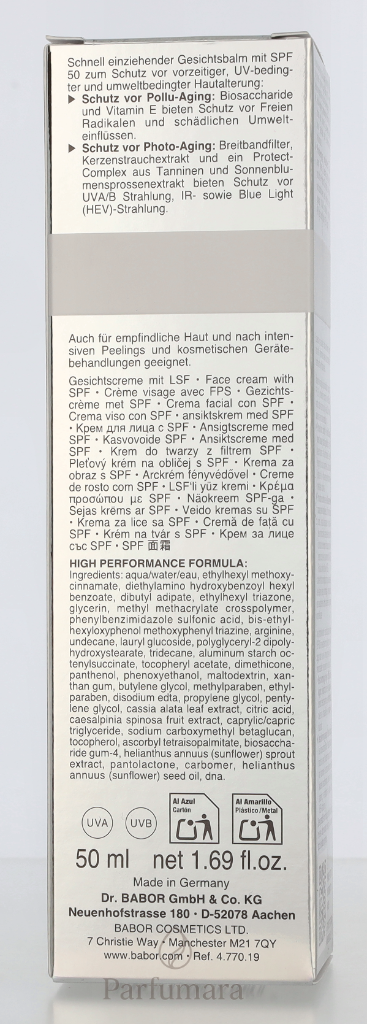 Schnell einziehender Gesichtsbalm mit SPF
50 zum Schutz vor vorzeitiger, UV-beding-
ter und umweltbedingter Hautalterung:
▶ Schutz vor Pollu-Aging: Biosaccharide
und Vitamin E bieten Schutz vor Freien
Radikalen und schädlichen Umwelt-
einflüssen.
▶ Schutz vor Photo-Aging: Breitbandfilter,
Kerzenstrauchextrakt und ein Protect-
Complex aus Tanninen und Sonnenblu-
mensprossenextrakt bieten Schutz vor
UVA/B Strahlung, IR- sowie Blue Light
(HEV)-Strahlung.
Auch für empfindliche Haut und nach inten-
siven Peelings und kosmetischen Geräte-
behandlungen geeignet.
Gesichtscreme mit LSF · Face cream with
SPF · Crème visage avec FPS · Gezichts-
crème met SPF · Crema facial con SPF ·
Crema viso con SPF · ansiktskrem med SPF
· Крем для лица с SPF · Ansigtscreme med
SPF · Kasvovoide SPF · Ansiktscreme med
SPF · Krem do twarzy z filtrem SPF ·
Pleťový krém na obličej s SPF · Krema za
obraz s SPF · Arckrém fényvédővel · Creme
de rosto com SPF · LSF'li yüz kremi · Κρέμα
προσώπου με SPF · Näokreem SPF-ga ·
Sejas krēms ar SPF · Veido kremas su SPF
· Krema za lice sa SPF · Cremă de față cu
SPF · Krém na tvár s SPF · Крем за лице
със SPF · SPF 面霜
HIGH PERFORMANCE FORMULA:
Ingredients: aqua/water/eau, ethylhexyl methoxy-
cinnamate, diethylamino hydroxybenzoyl hexyl
benzoate, dibutyl adipate, ethylhexyl triazone,
glycerin, methyl methacrylate crosspolymer,
phenylbenzimidazole sulfonic acid, bis-ethyl-
hexyloxyphenol methoxyphenyl triazine, arginine,
undecane, lauryl glucoside, polyglyceryl-2 dipoly-
hydroxystearate, tridecane, aluminum starch oc-
tenylsuccinate, tocopheryl acetate, dimethicone,
panthenol, phenoxyethanol, maltodextrin, xan-
than gum, butylene glycol, methylparaben, ethyl-
paraben, disodium edta, propylene glycol, penty-
lene glycol, cassia alata leaf extract, citric acid,
caesalpinia spinosa fruit extract, caprylic/capric
triglyceride, sodium carboxymethyl betaglucan,
tocopherol, ascorbyl tetraisopalmitate, biosaccha-
ride gum-4, helianthus annuus (sunflower) sprout
extract, pantolactone, carbomer, helianthus
annuus (sunflower) seed oil, dna.
UVA UVB
Al Azul
Cartón
Al Amarillo
Plástico/Metal
50 ml net 1.69 fl.oz.
Made in Germany
Dr. BABOR GmbH & Co. KG
Neuenhofstrasse 180 · D-52078 Aachen
BABOR COSMETICS LTD.
7 Christie Way · Manchester M21 7QY
www.babor.com · Ref. 4.770.19
Parfumara